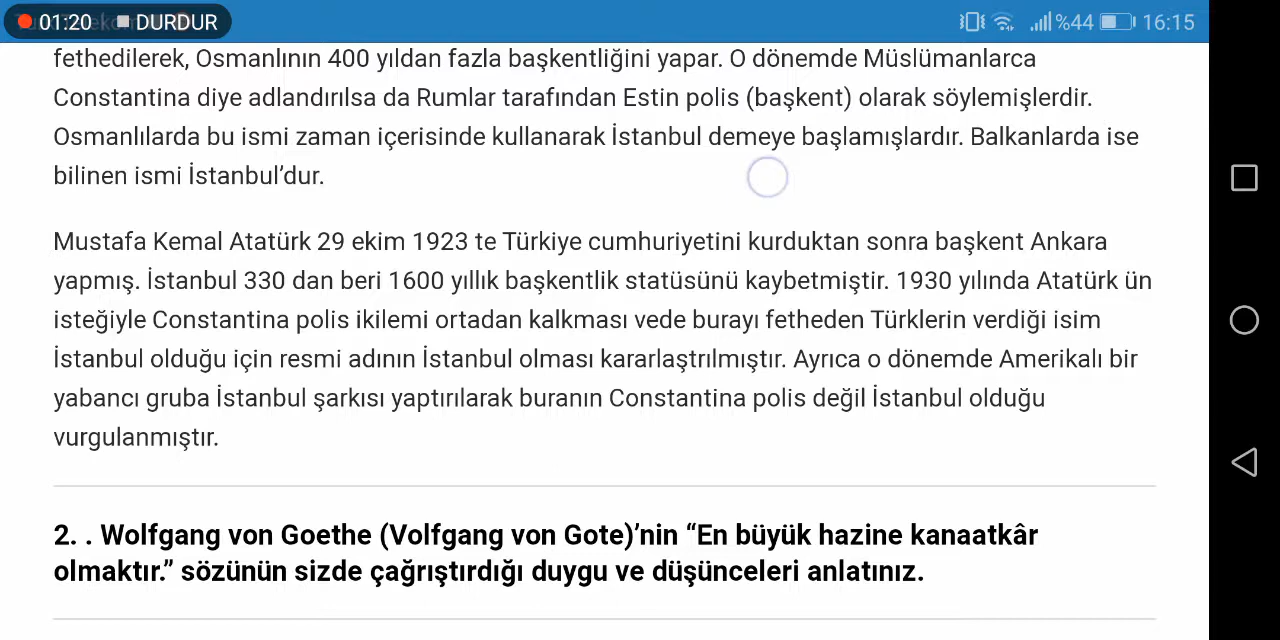 01:20 DURDUR %44 16:15
fethedilerek, Osmanlının 400 yıldan fazla başkentliğini yapar. O dönemde Müslümanlarca
Constantina diye adlandırılsa da Rumlar tarafından Estin polis (başkent) olarak söylemişlerdir.
Osmanlılarda bu ismi zaman içerisinde kullanarak İstanbul demeye başlamışlardır. Balkanlarda ise
bilinen ismi İstanbul’dur.
Mustafa Kemal Atatürk 29 ekim 1923 te Türkiye cumhuriyetini kurduktan sonra başkent Ankara
yapmış. İstanbul 330 dan beri 1600 yıllık başkentlik statüsünü kaybetmiştir. 1930 yılında Atatürk ün
isteğiyle Constantina polis ikilemi ortadan kalkması vede burayı fetheden Türklerin verdiği isim
İstanbul olduğu için resmi adının İstanbul olması kararlaştrılmıştır. Ayrıca o dönemde Amerikalı bir
yabancı gruba İstanbul şarkısı yaptırılarak buranın Constantina polis değil İstanbul olduğu
vurgulanmıştır.
2. . Wolfgang von Goethe (Volfgang von Gote)’nin “En büyük hazine kanaatkâr
olmaktır.” sözünün sizde çağrıştırdığı duygu ve düşünceleri anlatınız.